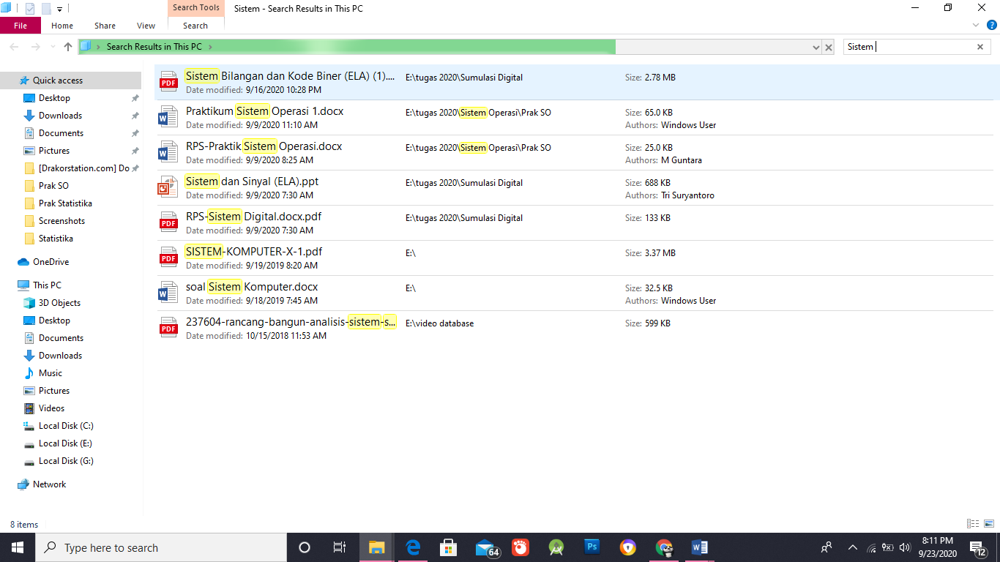 Search Tools
Sistem - Search Results in This PC
File Home Share View Search
Search Results in This PC
Sistem
Quick access
Desktop
Downloads
Documents
Pictures
[Drakorstation.com] Do
Prak SO
Prak Statistika
Screenshots
Statistika
OneDrive
This PC
3D Objects
Desktop
Documents
Downloads
Music
Pictures
Videos
Local Disk (C:)
Local Disk (E:)
Local Disk (G:)
Network
PDF Sistem Bilangan dan Kode Biner (ELA) (1).... E:\tugas 2020\Sumulasi Digital Size: 2.78 MB
Date modified: 9/16/2020 10:28 PM
Praktikum Sistem Operasi 1.docx E:\tugas 2020\Sistem Operasi\Prak SO Size: 65.0 KB
Date modified: 9/9/2020 11:10 AM Authors: Windows User
RPS-Praktik Sistem Operasi.docx E:\tugas 2020\Sistem Operasi\Prak SO Size: 25.0 KB
Date modified: 9/9/2020 8:25 AM Authors: M Guntara
Sistem dan Sinyal (ELA).ppt E:\tugas 2020\Sumulasi Digital Size: 688 KB
Date modified: 9/9/2020 7:30 AM Authors: Tri Suryantoro
PDF RPS-Sistem Digital.docx.pdf E:\tugas 2020\Sumulasi Digital Size: 133 KB
Date modified: 9/9/2020 7:30 AM
PDF SISTEM-KOMPUTER-X-1.pdf E:\ Size: 3.37 MB
Date modified: 9/19/2019 8:20 AM
soal Sistem Komputer.docx E:\ Size: 32.5 KB
Date modified: 9/18/2019 7:45 AM Authors: Windows User
PDF 237604-rancang-bangun-analisis-sistem-s... E:\video database Size: 599 KB
Date modified: 10/15/2018 11:53 AM
8 items
Type here to search
64
Ps
8:11 PM
9/23/2020
12